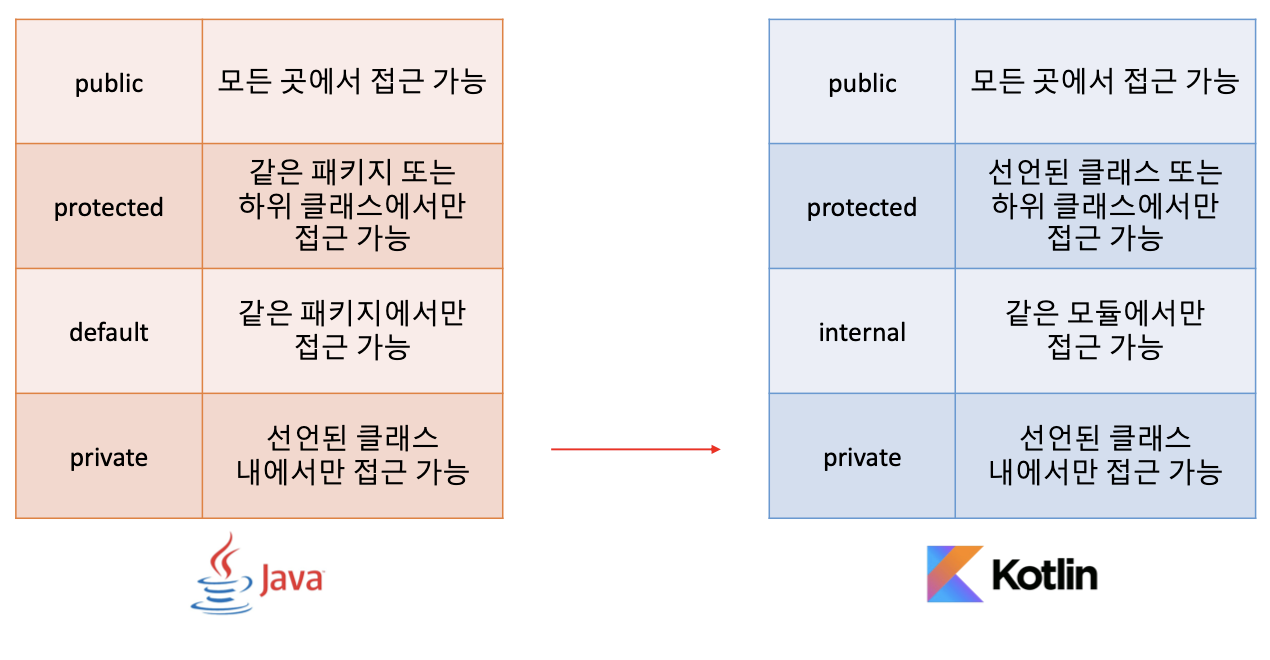 public
모든 곳에서 접근 가능
protected
같은 패키지 또는
하위 클래스에서만
접근 가능
default
같은 패키지에서만
접근 가능
private
선언된 클래스
내에서만 접근 가능
Java
public
모든 곳에서 접근 가능
protected
선언된 클래스 또는
하위 클래스에서만
접근 가능
internal
같은 모듈에서만
접근 가능
private
선언된 클래스
내에서만 접근 가능
Kotlin